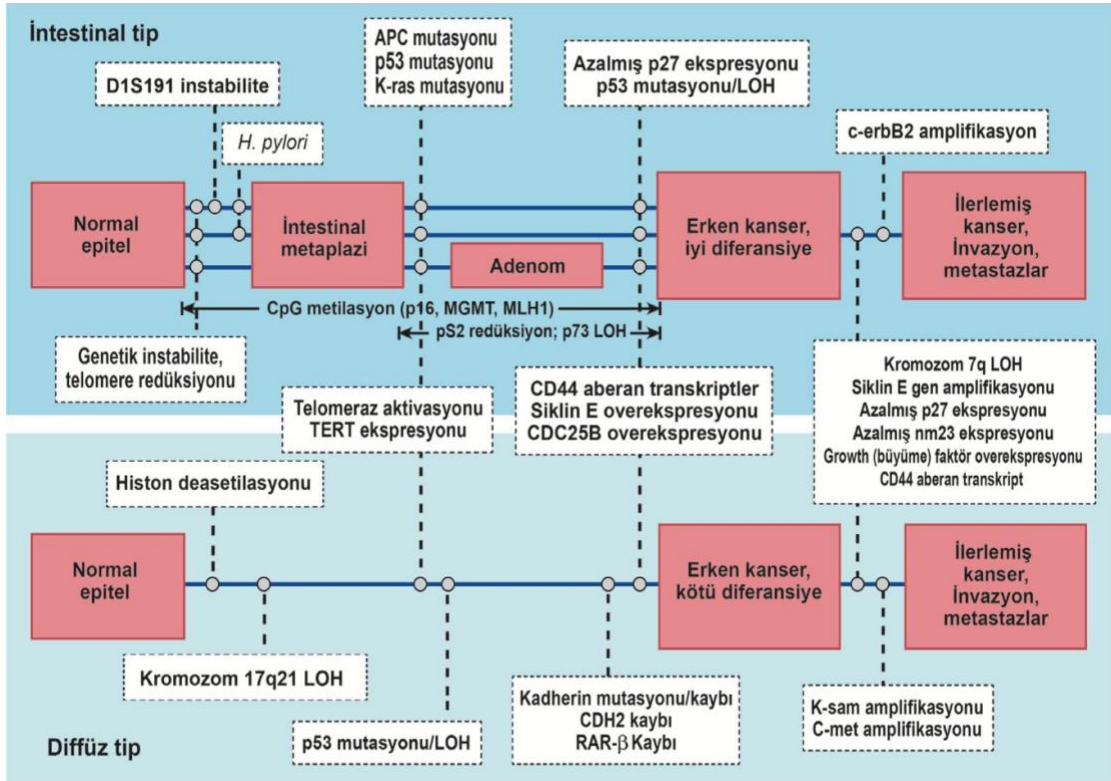 İntestinal tip
D1S191 instabilite
H. pylori
APC mutasyonu
p53 mutasyonu
K-ras mutasyonu
Azalmış p27 ekspresyonu
p53 mutasyonu/LOH
c-erbB2 amplifikasyon
Normal
epitel
İntestinal
metaplazi
Adenom
Erken kanser,
iyi diferansiye
İlerlemiş
kanser,
İnvazyon,
metastazlar
CpG metilasyon (p16, MGMT, MLH1)
pS2 redüksiyon; p73 LOH
Genetik instabilite,
telomere redüksiyonu
Telomeraz aktivasyonu
TERT ekspresyonu
CD44 aberan transkriptler
Siklin E overekspresyonu
CDC25B overekspresyonu
Kromozom 7q LOH
Siklin E gen amplifikasyonu
Azalmış p27 ekspresyonu
Azalmış nm23 ekspresyonu
Growth (büyüme) faktör overekspresyonu
CD44 aberan transkript
Histon deasetilasyonu
Normal
epitel
Erken kanser,
kötü diferansiye
İlerlemiş
kanser,
İnvazyon,
metastazlar
Kromozom 17q21 LOH
p53 mutasyonu/LOH
Kadherin mutasyonu/kaybı
CDH2 kaybı
RAR-β Kaybı
K-sam amplifikasyonu
C-met amplifikasyonu
Diffüz tip